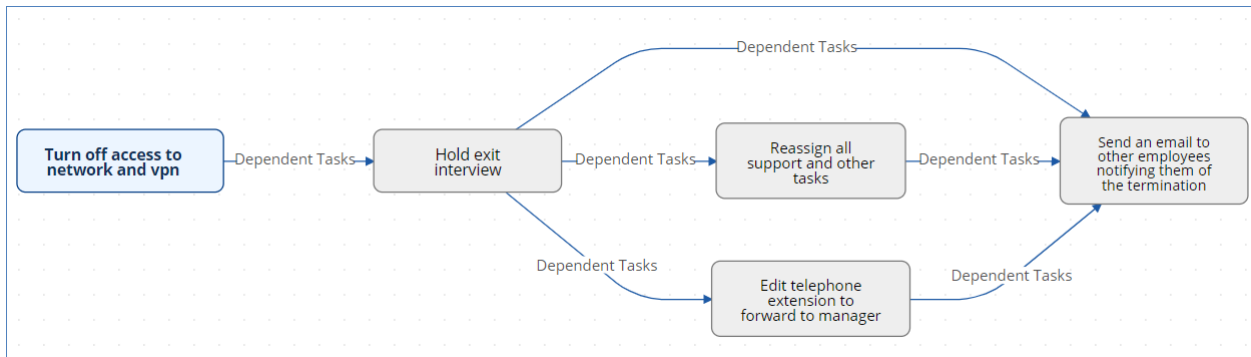 Dependent Tasks
Turn off access to
network and vpn
Dependent Tasks
Hold exit
interview
Dependent Tasks
Reassign all
support and other
tasks
Dependent Tasks
Send an email to
other employees
notifying them of
the termination
Dependent Tasks
Edit telephone
extension to
forward to manager
Dependent Tasks